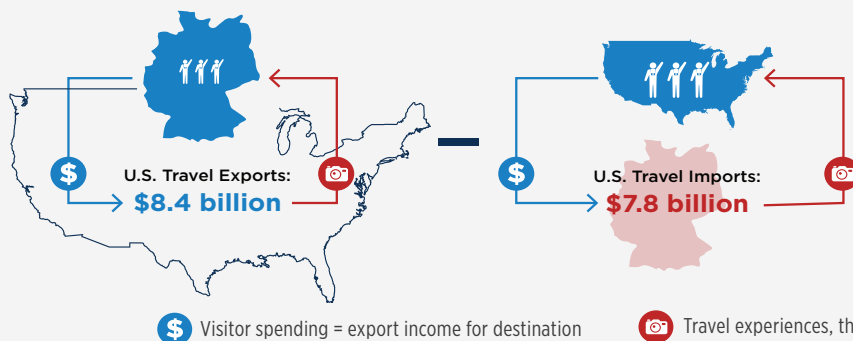 U.S. Travel Exports:
$8.4 billion
$
U.S. Travel Imports:
$7.8 billion
$
$ Visitor spending = export income for destination
Travel experiences, th